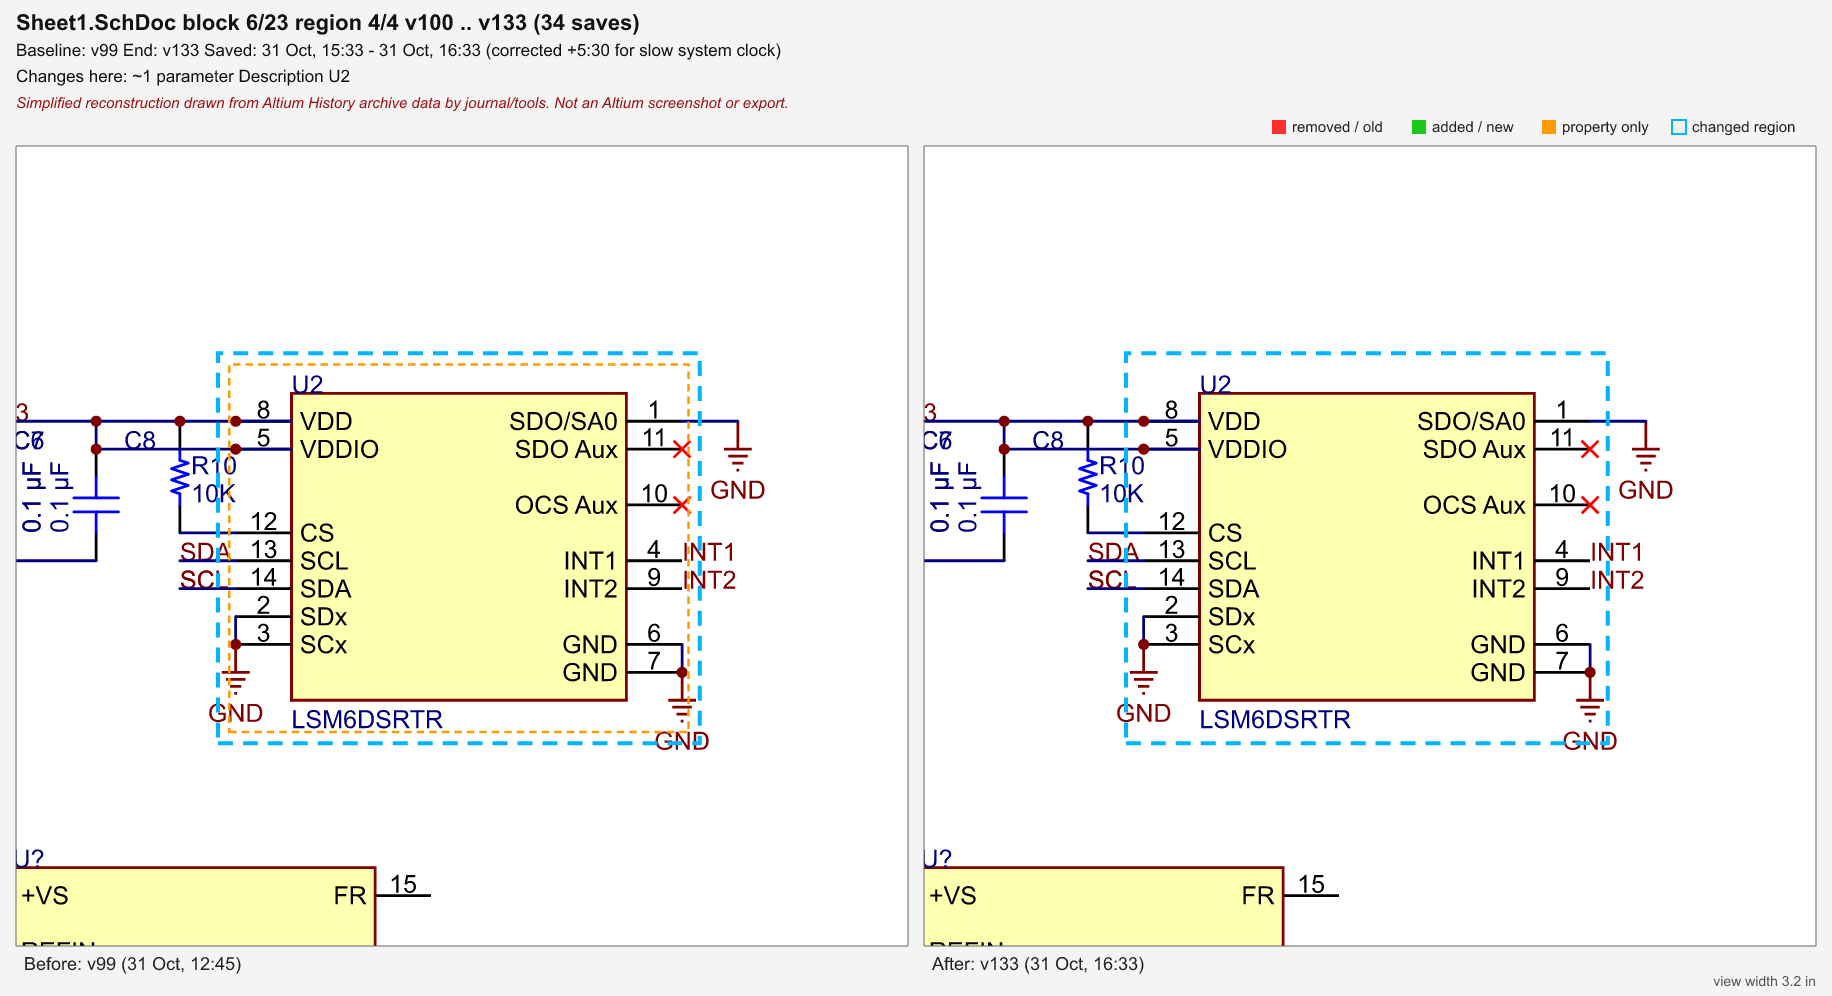 Sheet1.SchDoc block 6/23 region 4/4 v100 .. v133 (34 saves)
Baseline: v99 End: v133 Saved: 31 Oct, 15:33 - 31 Oct, 16:33 (corrected +5:30 for slow system clock)
Changes here: ~1 parameter Description U2
Simplified reconstruction drawn from Altium History archive data by journal/tools. Not an Altium screenshot or export.
removed / old
added / new
property only
changed region
U2
3
8
VDD
SDO/SA0
1
C8
5
VDDIO
SDO Aux
11
R10
10K
0.1 µF
0.1 µF
OCS Aux
10
GND
12
CS
SDA
13
SCL
INT1
4
INT1
SCL
14
SDA
INT2
9
INT2
2
SDx
3
SCx
GND
6
GND
7
GND
LSM6DSRTR
GND
U?
+VS
FR
15
Before: v99 (31 Oct, 12:45)
U2
3
8
VDD
SDO/SA0
1
C8
5
VDDIO
SDO Aux
11
R10
10K
0.1 µF
0.1 µF
OCS Aux
10
GND
12
CS
SDA
13
SCL
INT1
4
INT1
SCL
14
SDA
INT2
9
INT2
2
SDx
3
SCx
GND
6
GND
7
GND
LSM6DSRTR
GND
U?
+VS
FR
15
After: v133 (31 Oct, 16:33)
view width 3.2 in